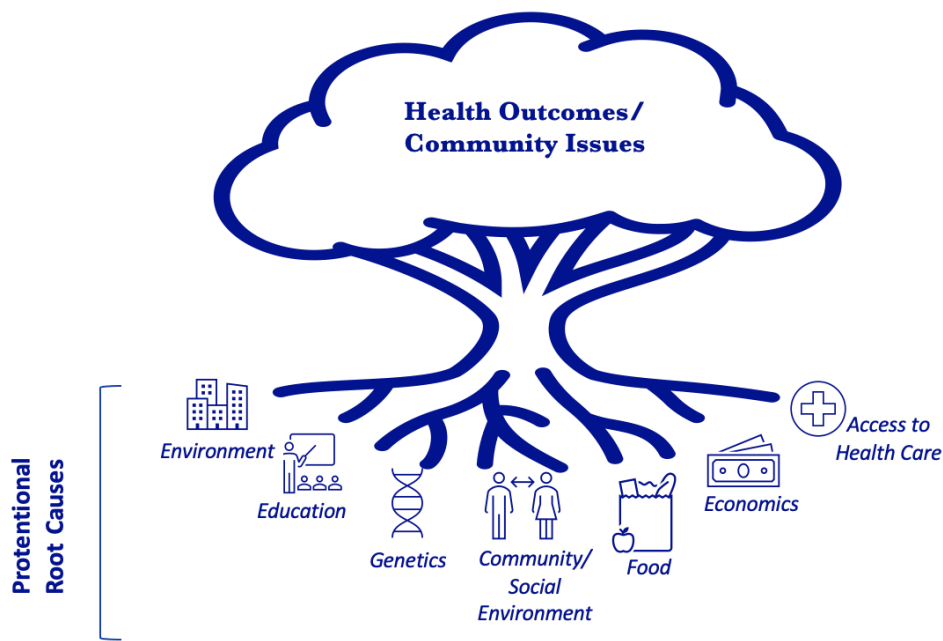 Health Outcomes/
Community Issues
Protentional
Root Causes
Environment
Education
Genetics
Community/
Social
Environment
Food
Economics
Access to
Health Care